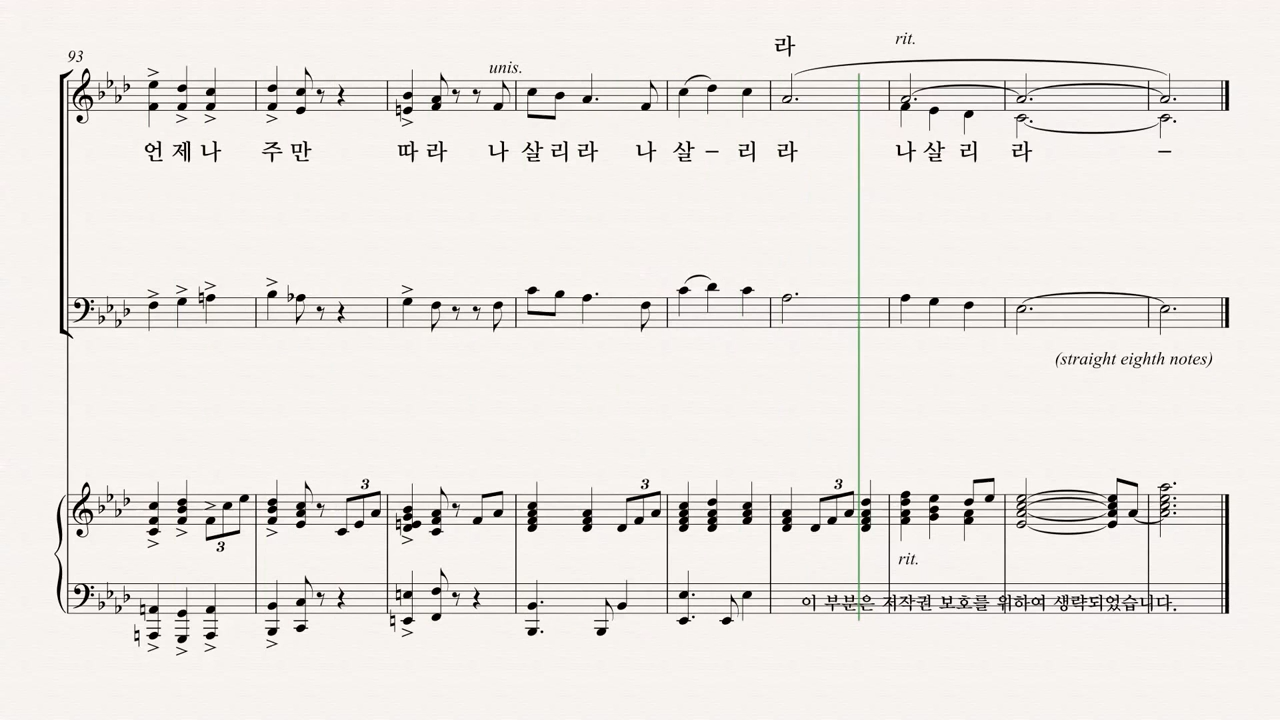 93
라
rit.
unis.
언 제 나 주 만 따 라 나 살 리 라 나 살 – 리 라 나 살 리 라 –
(straight eighth notes)
3 3 3 3
3
rit.
이 부분은 저작권 보호를 위하여 생략되었습니다.